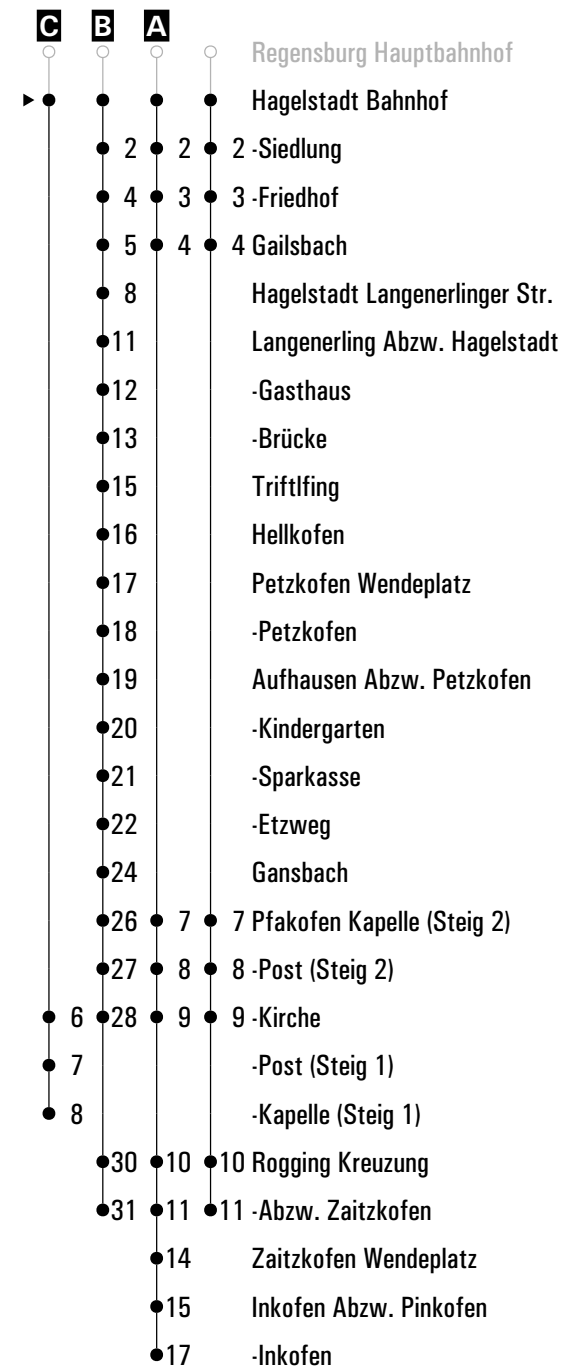 C B A
Regensburg Hauptbahnhof
Hagelstadt Bahnhof
2 2 2 -Siedlung
4 3 3 -Friedhof
5 4 4 Gailsbach
8 Hagelstadt Langenerlinger Str.
11 Langenerling Abzw. Hagelstadt
12 -Gasthaus
13 -Brücke
15 Triftlfing
16 Hellkofen
17 Petzkofen Wendeplatz
18 -Petzkofen
19 Aufhausen Abzw. Petzkofen
20 -Kindergarten
21 -Sparkasse
22 -Etzweg
24 Gansbach
26 7 7 Pfakofen Kapelle (Steig 2)
27 8 8 -Post (Steig 2)
6 28 9 9 -Kirche
7 -Post (Steig 1)
8 -Kapelle (Steig 1)
30 10 10 Rogging Kreuzung
31 11 11 -Abzw. Zaitzkofen
14 Zaitzkofen Wendeplatz
15 Inkofen Abzw. Pinkofen
17 -Inkofen